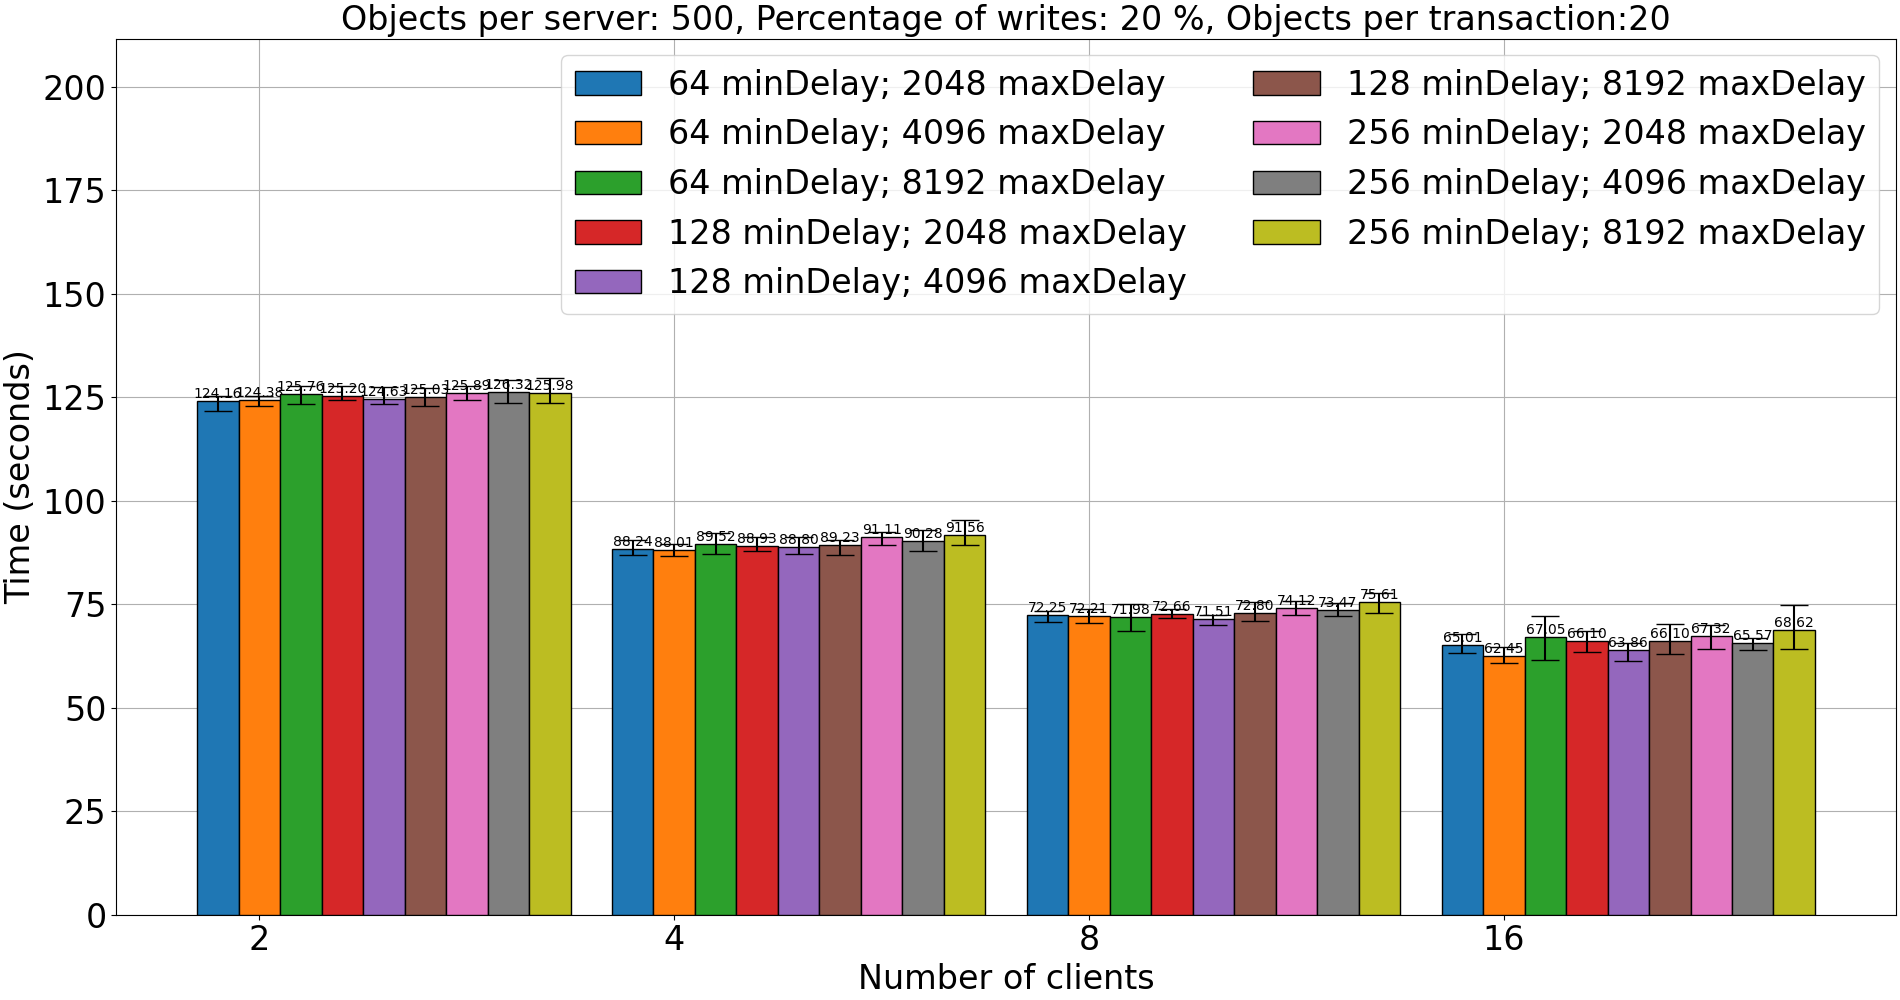 Objects per server: 500, Percentage of writes: 20 %, Objects per transaction:20
64 minDelay; 2048 maxDelay
64 minDelay; 4096 maxDelay
64 minDelay; 8192 maxDelay
128 minDelay; 2048 maxDelay
128 minDelay; 4096 maxDelay
128 minDelay; 8192 maxDelay
256 minDelay; 2048 maxDelay
256 minDelay; 4096 maxDelay
256 minDelay; 8192 maxDelay
Time (seconds)
200
175
150
125
100
75
50
25
0
124.16 124.38 125.76 125.20 124.63 125.03 125.89 126.32 125.98
88.24 88.01 89.52 88.93 88.80 89.23 91.11 90.28 91.56
72.25 72.21 71.98 72.66 71.51 72.80 74.12 73.47 75.61
65.01 62.45 67.05 66.10 63.86 66.10 67.32 65.57 68.62
2 4 8 16
Number of clients